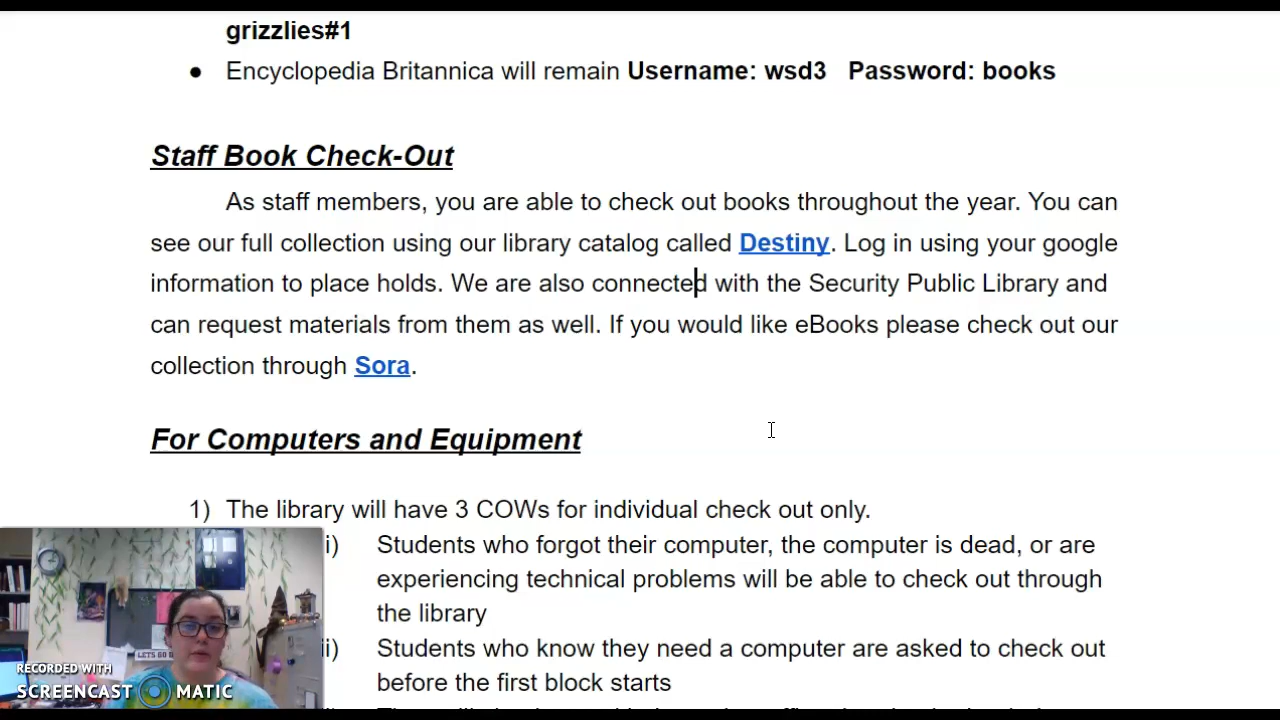 grizzlies#1
● Encyclopedia Britannica will remain Username: wsd3 Password: books
Staff Book Check-Out
As staff members, you are able to check out books throughout the year. You can
see our full collection using our library catalog called Destiny. Log in using your google
information to place holds. We are also connected with the Security Public Library and
can request materials from them as well. If you would like eBooks please check out our
collection through Sora.
For Computers and Equipment
1) The library will have 3 COWs for individual check out only.
i) Students who forgot their computer, the computer is dead, or are
experiencing technical problems will be able to check out through
the library
ii) Students who know they need a computer are asked to check out
before the first block starts
LETS GO
RECORDED WITH
SCREENCAST MATIC